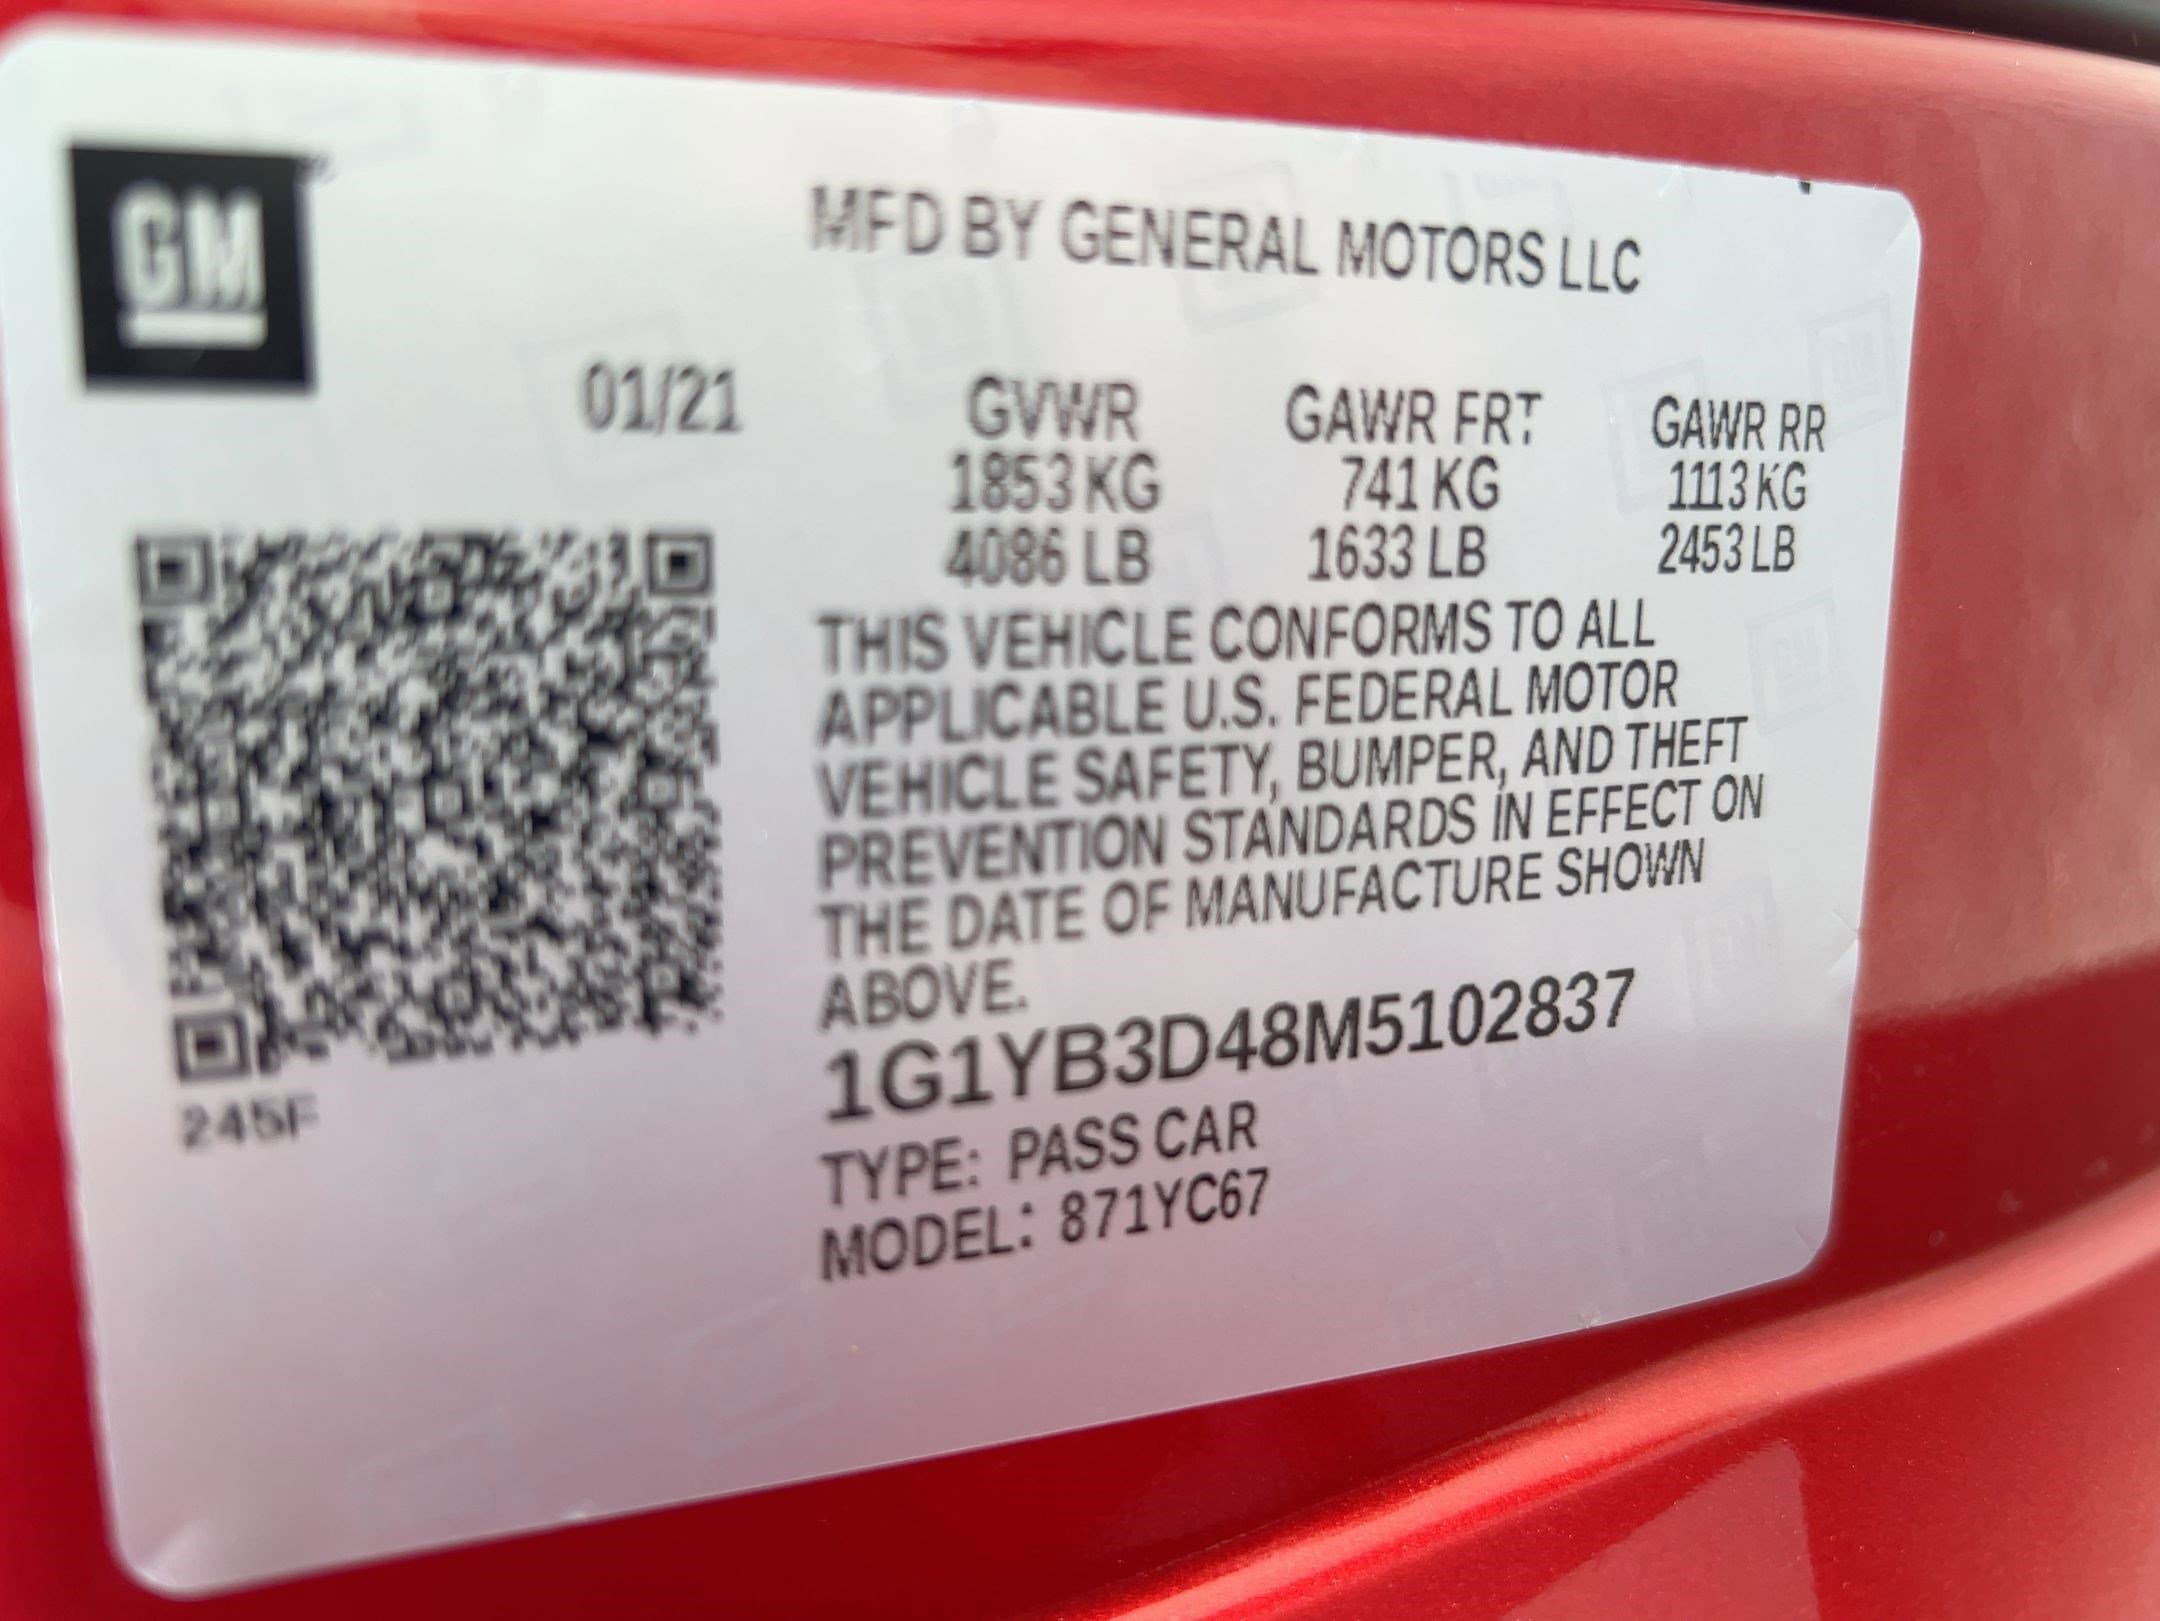 GM
MFD BY GENERAL MOTORS LLC
01/21
GVWR GAWR FRT GAWR RR
1853 KG 741 KG 1113 KG
4086 LB 1633 LB 2453 LB
THIS VEHICLE CONFORMS TO ALL
APPLICABLE U.S. FEDERAL MOTOR
VEHICLE SAFETY, BUMPER, AND THEFT
PREVENTION STANDARDS IN EFFECT ON
THE DATE OF MANUFACTURE SHOWN
ABOVE.
1G1YB3D48M5102837
TYPE: PASS CAR
MODEL: 871YC67
245F